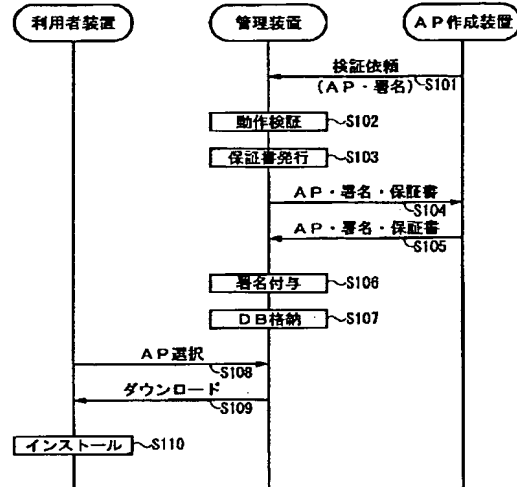 利用者装置
管理装置
AP作成装置
検証依頼
(AP・署名)
S101
動作検証
S102
保証書発行
S103
AP・署名・保証書
S104
AP・署名・保証書
S105
署名付与
S106
DB格納
S107
AP選択
S108
ダウンロード
S109
インストール
S110